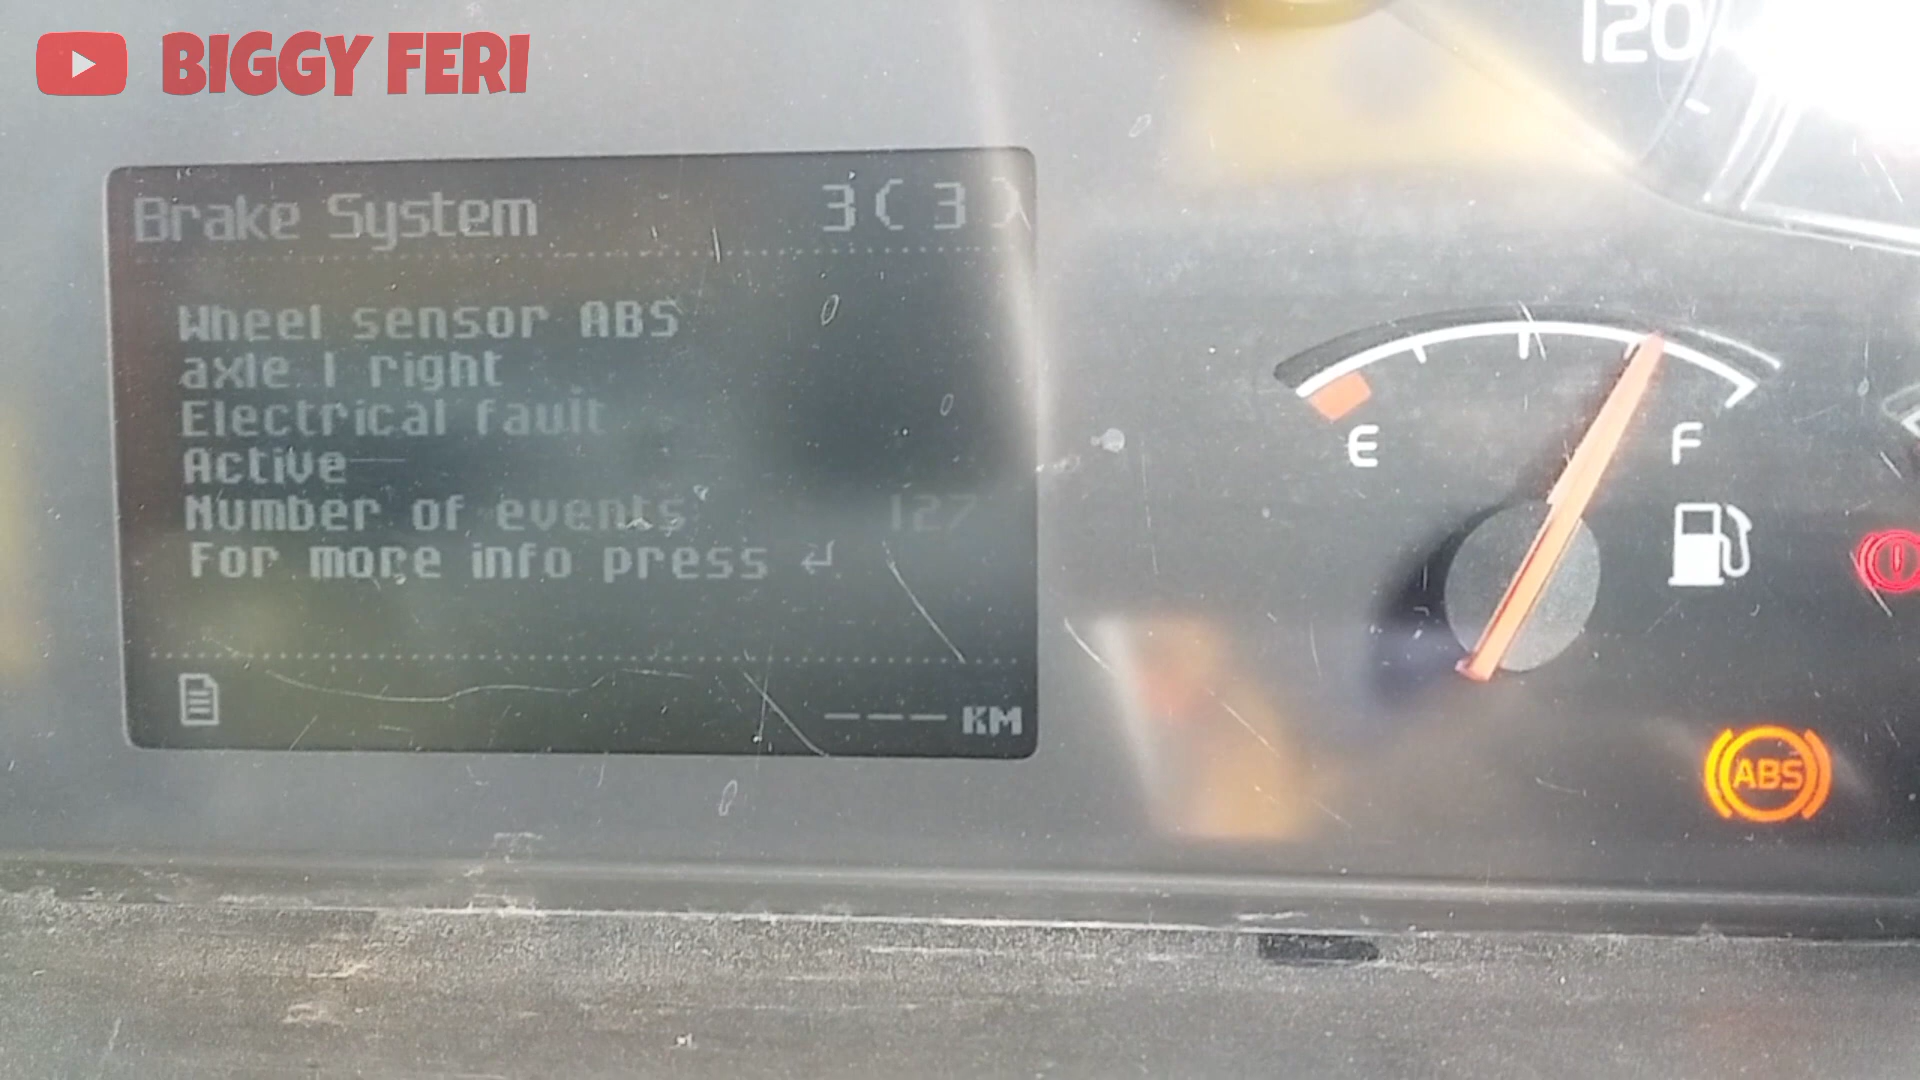 BIGGY FERI
120
Brake System 3(3)
Wheel sensor ABS
axle 1 right
Electrical fault
Active
Number of events 127
For more info press ↵
--- KM
E
F
ABS